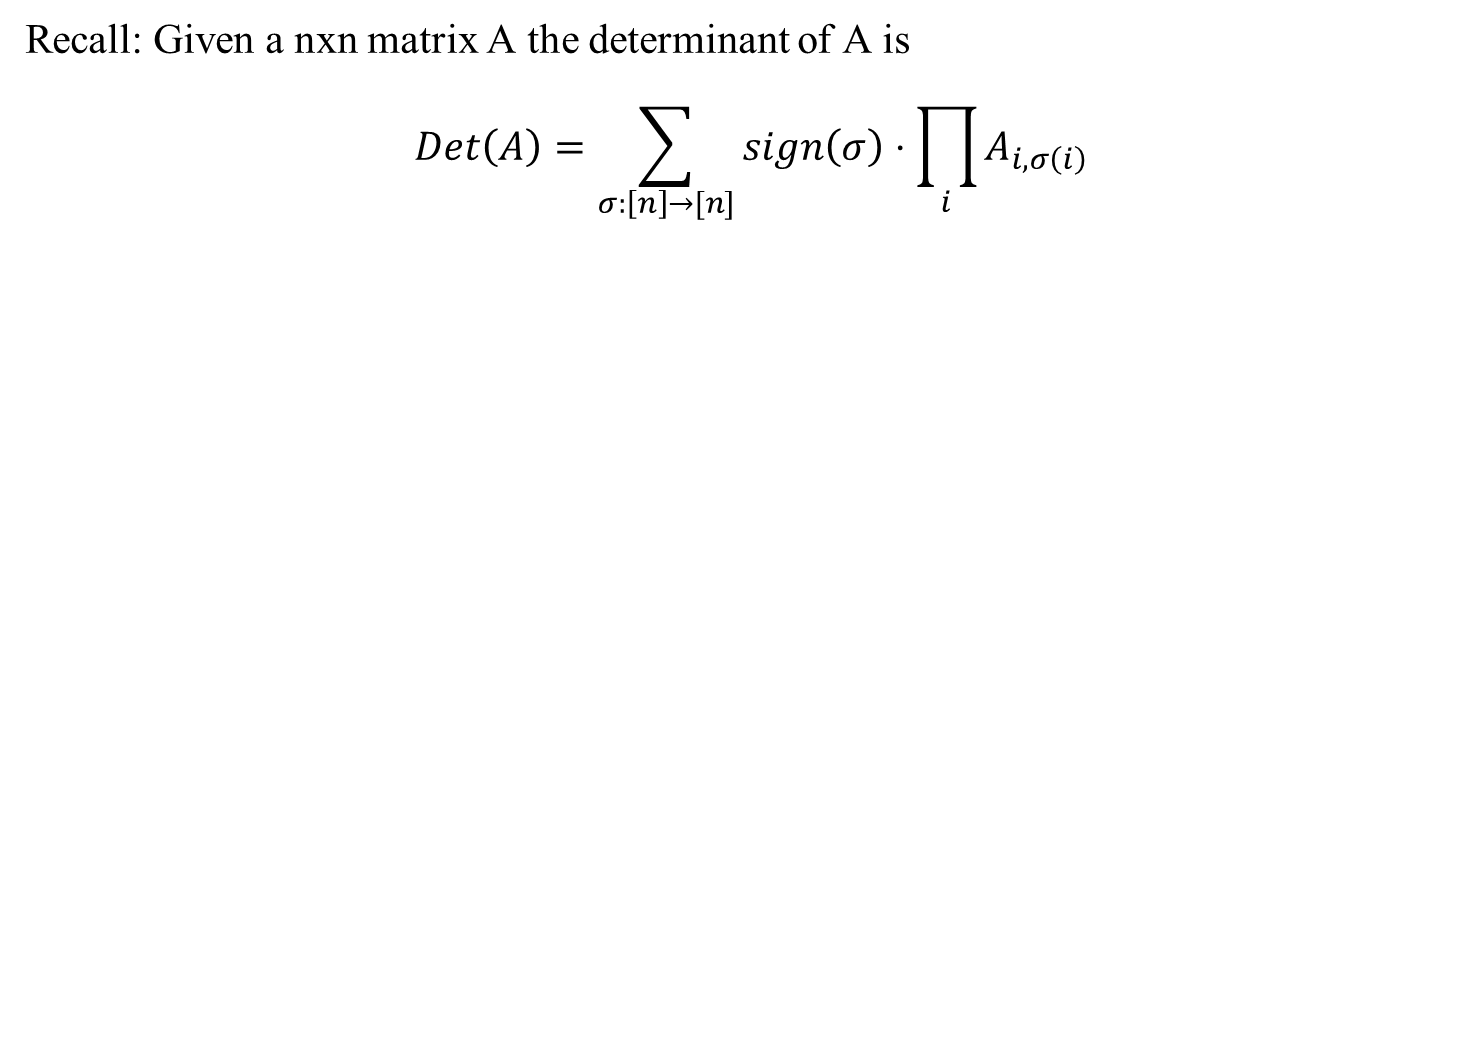 Recall: Given a nxn matrix A the determinant of A is
Det(A) = ∑_{σ:[n]→[n]} sign(σ) · ∏_i A_{i,σ(i)}